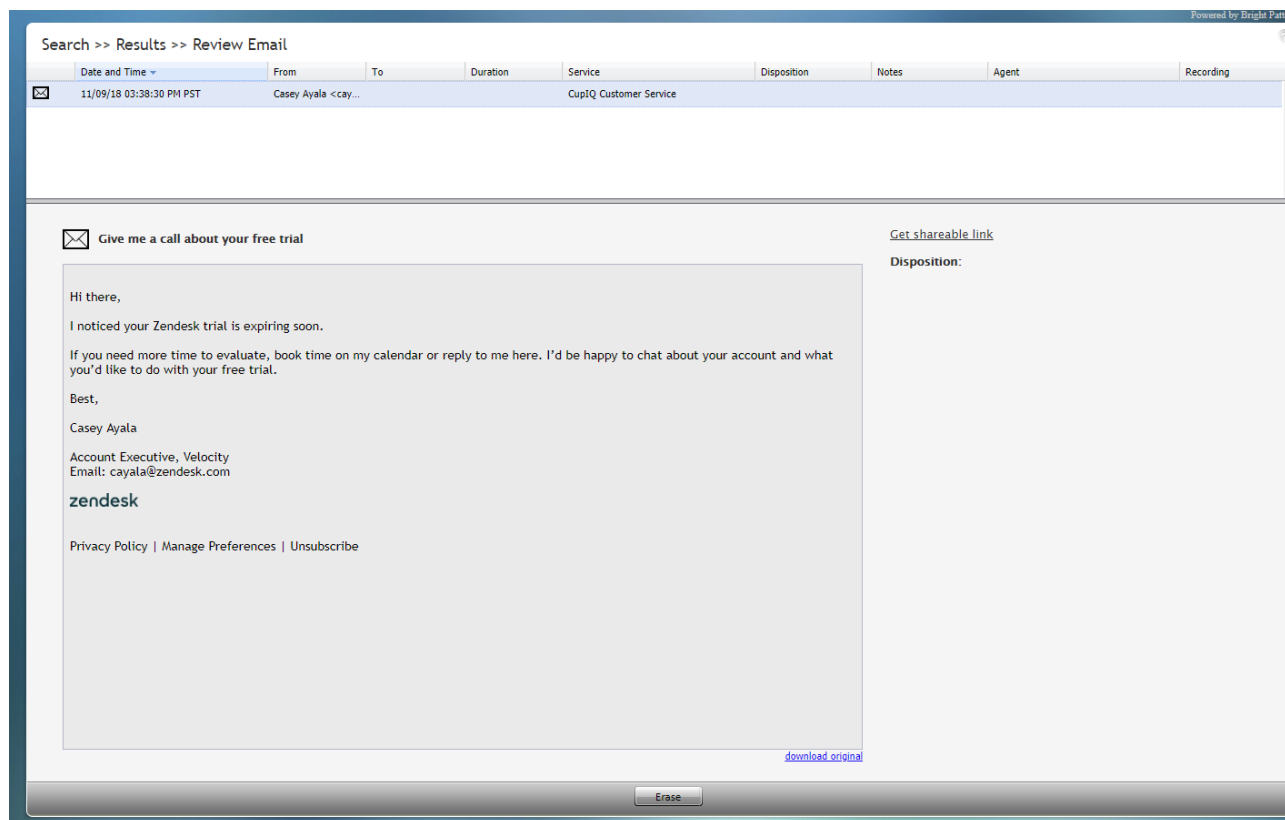 Powered by Bright Patt
Search >> Results >> Review Email
Date and Time From To Duration Service Disposition Notes Agent Recording
11/09/18 03:38:30 PM PST Casey Ayala <cay... CupIQ Customer Service
Give me a call about your free trial
Get shareable link
Disposition:
Hi there,
I noticed your Zendesk trial is expiring soon.
If you need more time to evaluate, book time on my calendar or reply to me here. I'd be happy to chat about your account and what
you'd like to do with your free trial.
Best,
Casey Ayala
Account Executive, Velocity
Email: cayala@zendesk.com
zendesk
Privacy Policy | Manage Preferences | Unsubscribe
download original
Erase